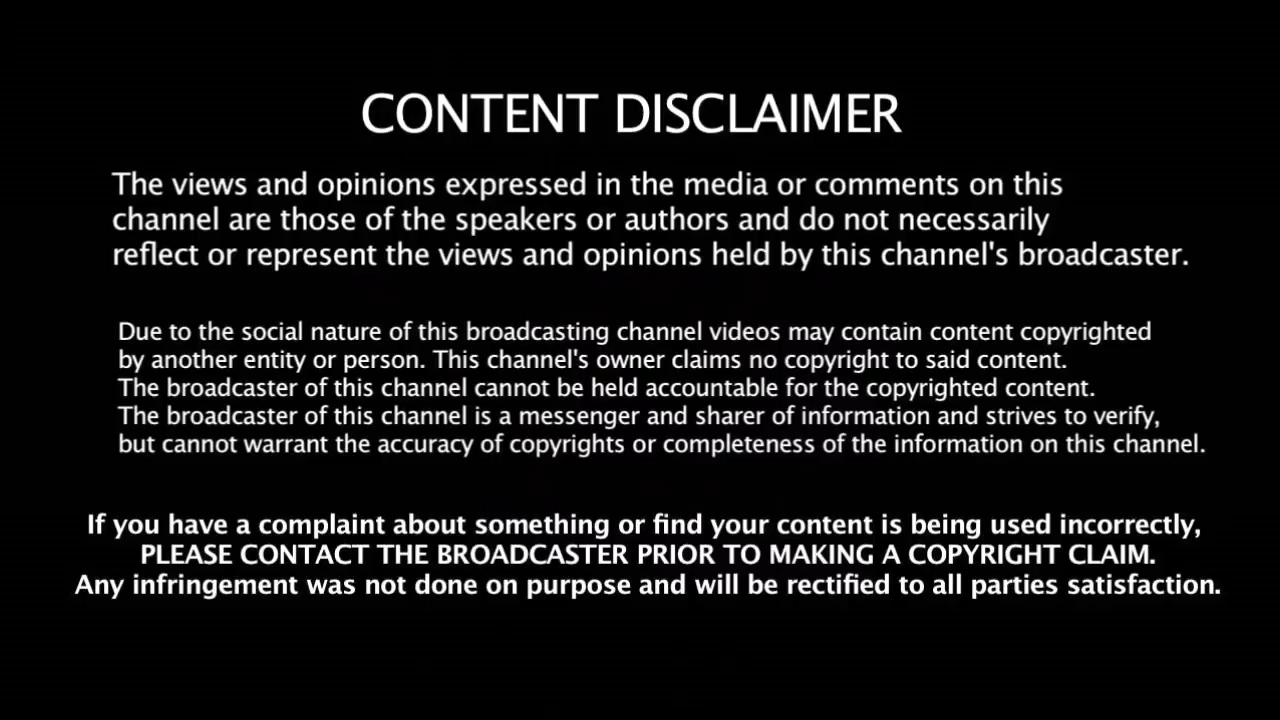 CONTENT DISCLAIMER
The views and opinions expressed in the media or comments on this
channel are those of the speakers or authors and do not necessarily
reflect or represent the views and opinions held by this channel's broadcaster.
Due to the social nature of this broadcasting channel videos may contain content copyrighted
by another entity or person. This channel's owner claims no copyright to said content.
The broadcaster of this channel cannot be held accountable for the copyrighted content.
The broadcaster of this channel is a messenger and sharer of information and strives to verify,
but cannot warrant the accuracy of copyrights or completeness of the information on this channel.
If you have a complaint about something or find your content is being used incorrectly,
PLEASE CONTACT THE BROADCASTER PRIOR TO MAKING A COPYRIGHT CLAIM.
Any infringement was not done on purpose and will be rectified to all parties satisfaction.